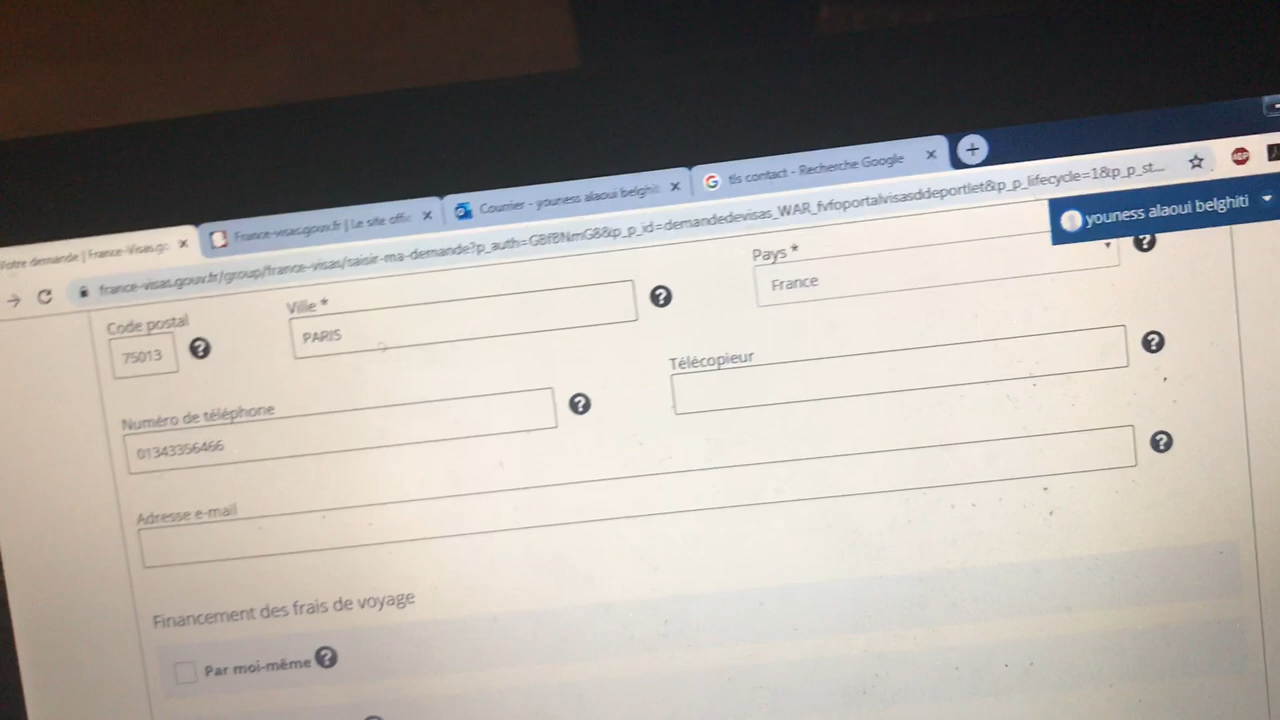 Votre demande | France-Visas.go
France-visas.gouv.fr | Le site offic
Courrier - youness alaoui belghiti
tls contact - Recherche Google
france-visas.gouv.fr/group/france-visas/saisir-ma-demande?p_auth=GBfBNmG8&p_p_id=demandedevisas_WAR_fvfoportalvisasddeportlet&p_p_lifecycle=1&p_p_st...
ABP
youness alaoui belghiti
Code postal
Ville *
Pays *
75013
PARIS
France
Numéro de téléphone
Télécopieur
01343356466
Adresse e-mail
Financement des frais de voyage
Par moi-même